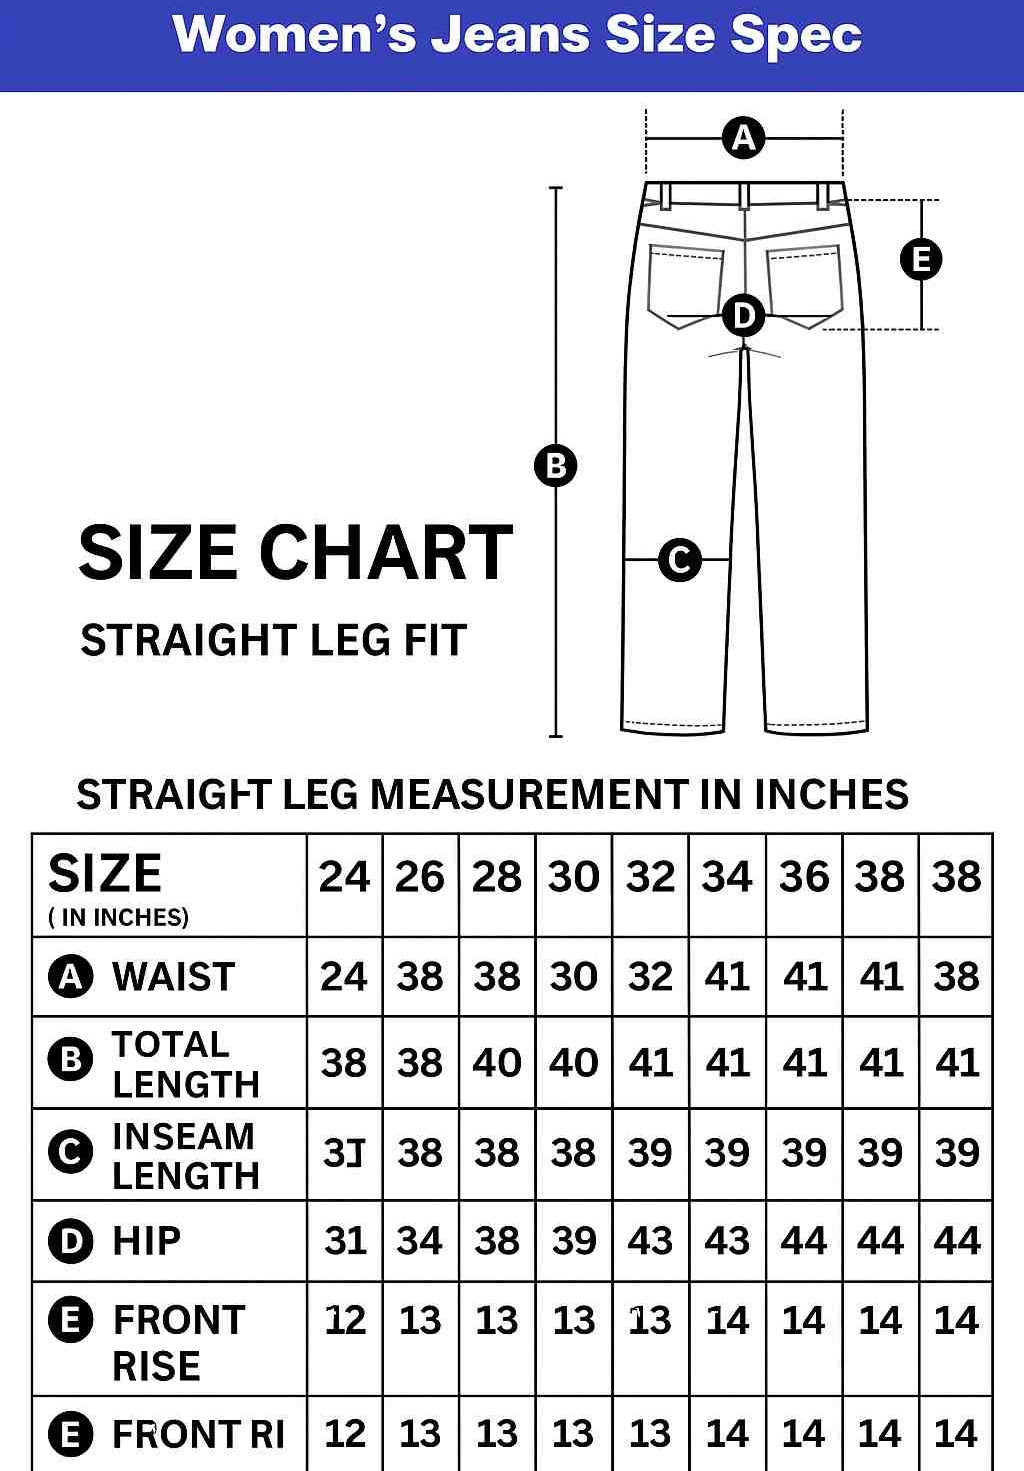 Women's Jeans Size Spec
A
E
D
B
C
SIZE CHART
STRAIGHT LEG FIT
STRAIGHT LEG MEASUREMENT IN INCHES
SIZE 24 26 28 30 32 34 36 38 38
( IN INCHES)
A WAIST 24 38 38 30 32 41 41 41 38
B TOTAL LENGTH 38 38 40 40 41 41 41 41 41
C INSEAM LENGTH 38 38 38 39 39 39 39 39
D HIP 31 34 38 39 43 43 44 44 44
E FRONT RISE 12 13 13 13 13 14 14 14 14
E FRONT RI 12 13 13 13 13 14 14 14 14